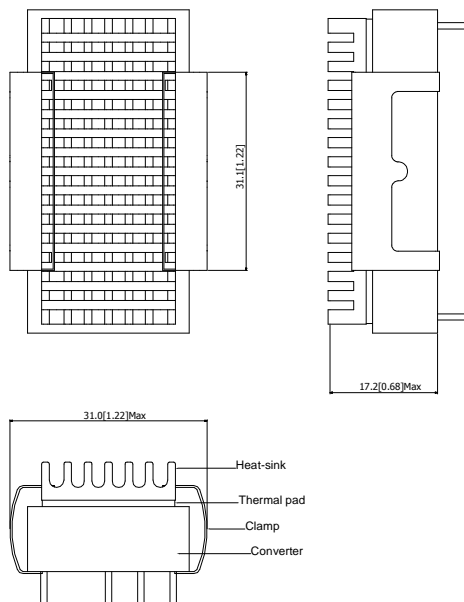 31.1[1.22]
17.2[0.68]Max
31.0[1.22]Max
Heat-sink
Thermal pad
Clamp
Converter